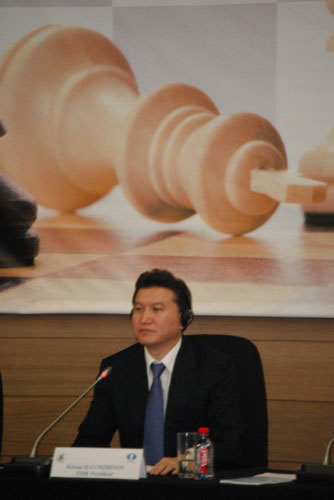 Kirsan ILYUMZHINOV
FIDE President